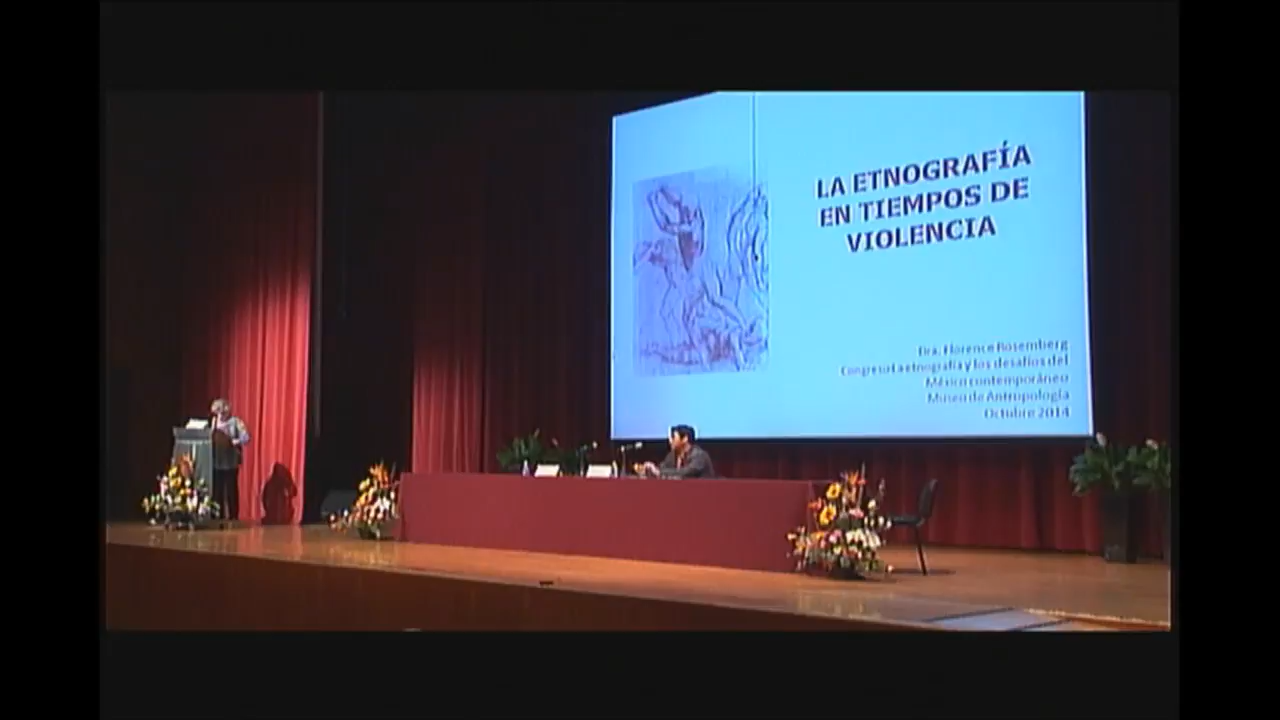 LA ETNOGRAFÍA
EN TIEMPOS DE
VIOLENCIA
Dra. Florence Rosemberg
Congreso La etnografía y los desafíos del
México contemporáneo
Museo de Antropología
Octubre 2014